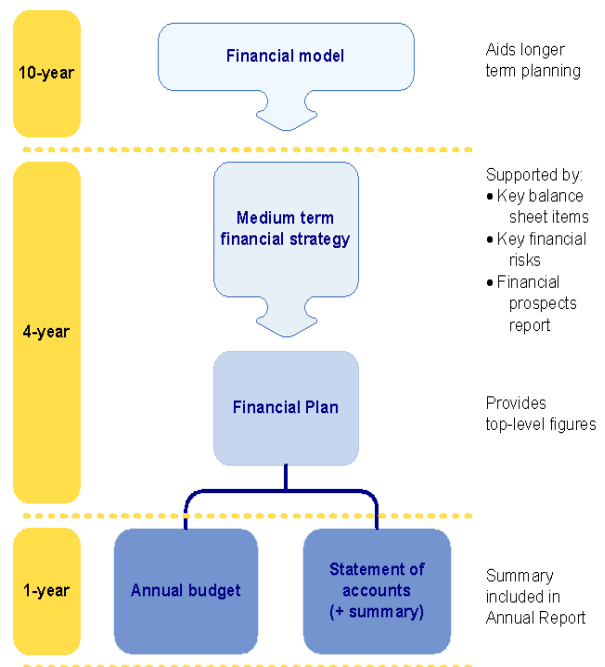 10-year
Financial model
Aids longer
term planning
4-year
Medium term
financial strategy
Supported by:
• Key balance
sheet items
• Key financial
risks
• Financial
prospects
report
Financial Plan
Provides
top-level figures
1-year
Annual budget
Statement of
accounts
(+ summary)
Summary
included in
Annual Report